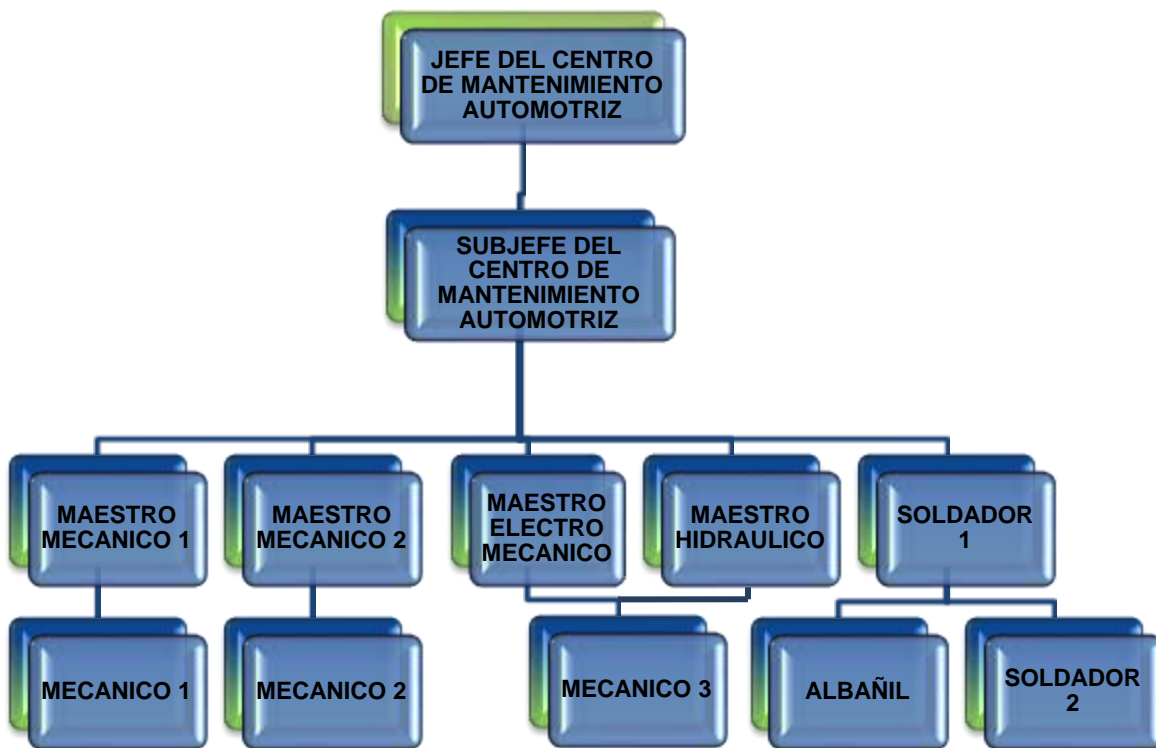 JEFE DEL CENTRO
DE MANTENIMIENTO
AUTOMOTRIZ
SUBJEFE DEL
CENTRO DE
MANTENIMIENTO
AUTOMOTRIZ
MAESTRO
MECANICO 1
MAESTRO
MECANICO 2
MAESTRO
ELECTRO
MECANICO
MAESTRO
HIDRAULICO
SOLDADOR
1
MECANICO 1
MECANICO 2
MECANICO 3
ALBAÑIL
SOLDADOR
2